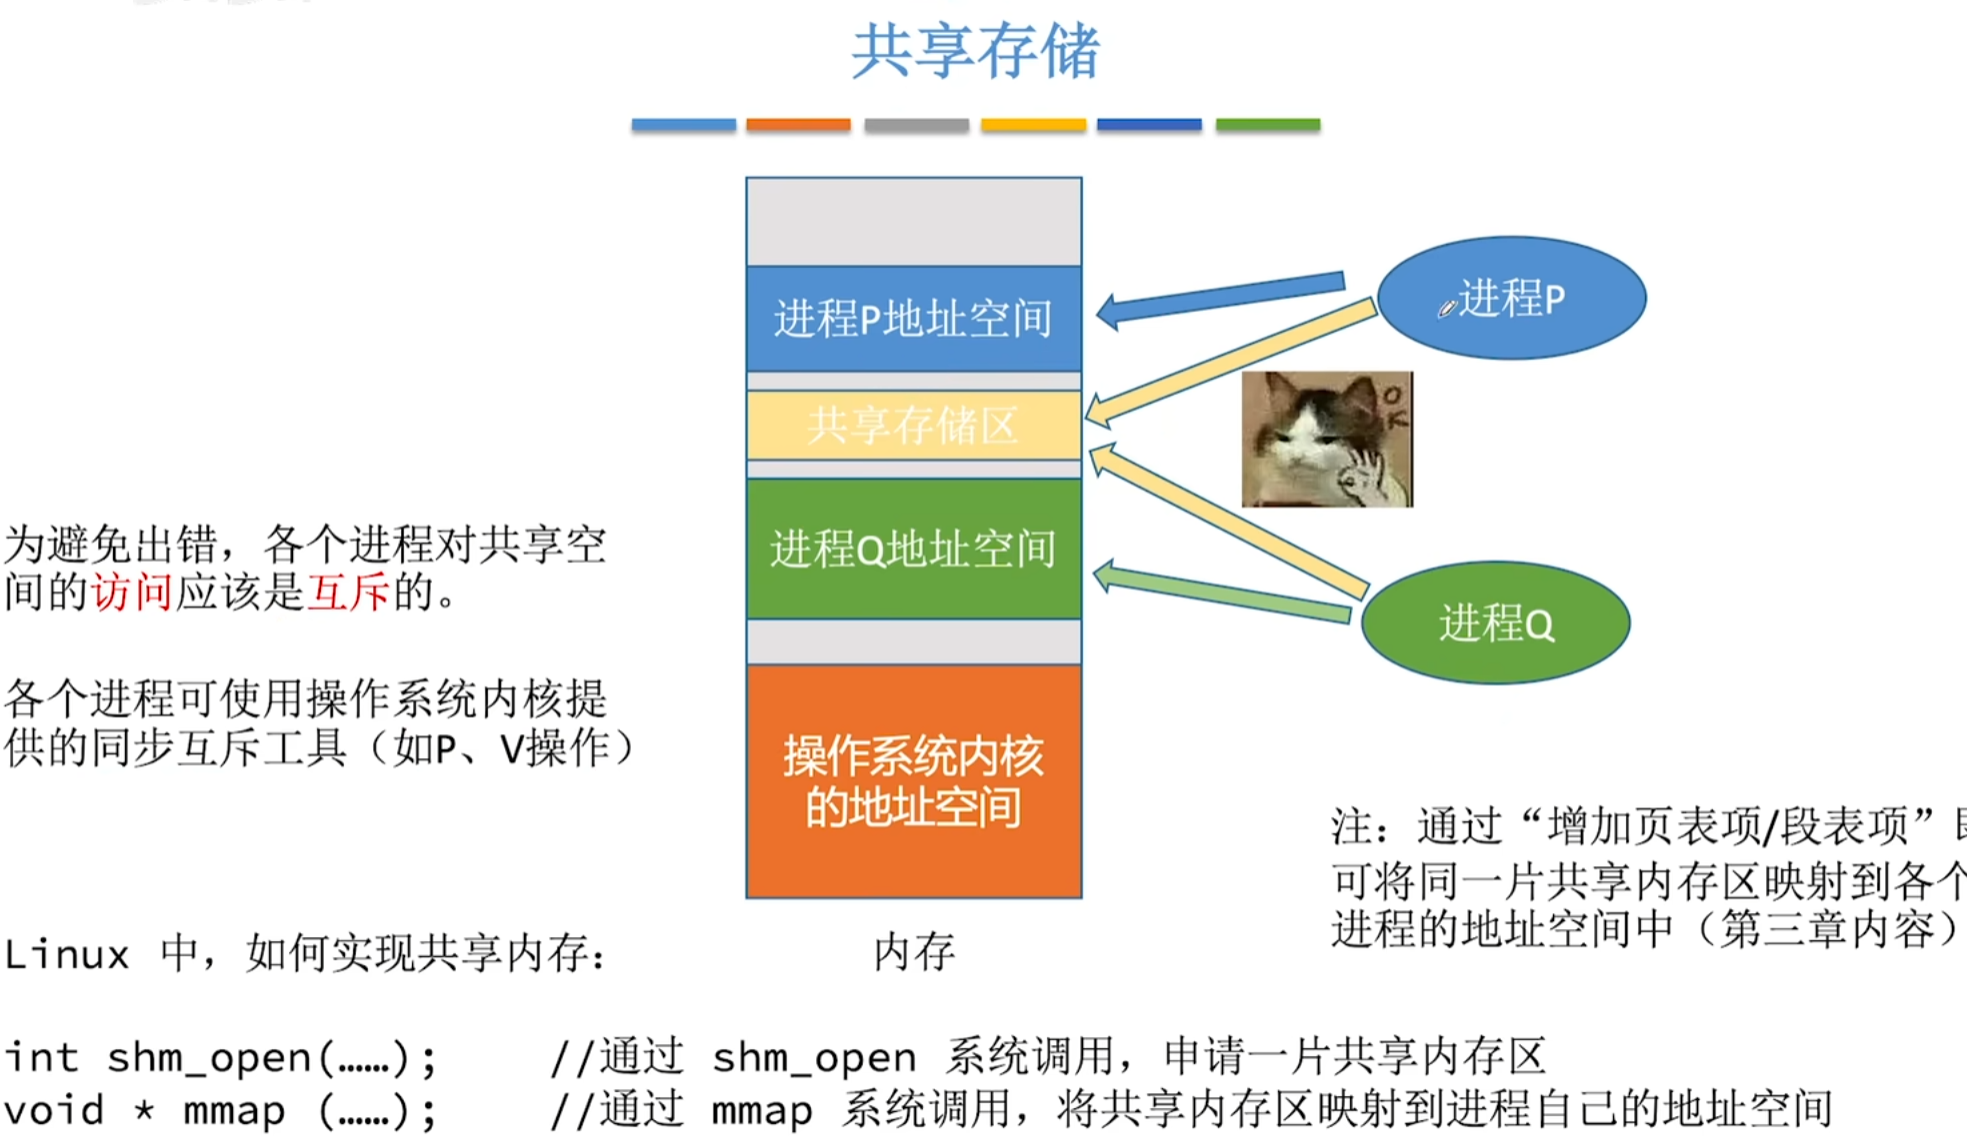 共享存储
进程P地址空间
共享存储区
进程Q地址空间
操作系统内核
的地址空间
内存
进程P
O
K
进程Q
为避免出错，各个进程对共享空
间的访问应该是互斥的。
各个进程可使用操作系统内核提
供的同步互斥工具（如P、V操作）
注：通过“增加页表项/段表项”
可将同一片共享内存区映射到各个
进程的地址空间中（第三章内容）
Linux 中，如何实现共享内存：
int shm_open(……); //通过 shm_open 系统调用，申请一片共享内存区
void * mmap (……); //通过 mmap 系统调用，将共享内存区映射到进程自己的地址空间